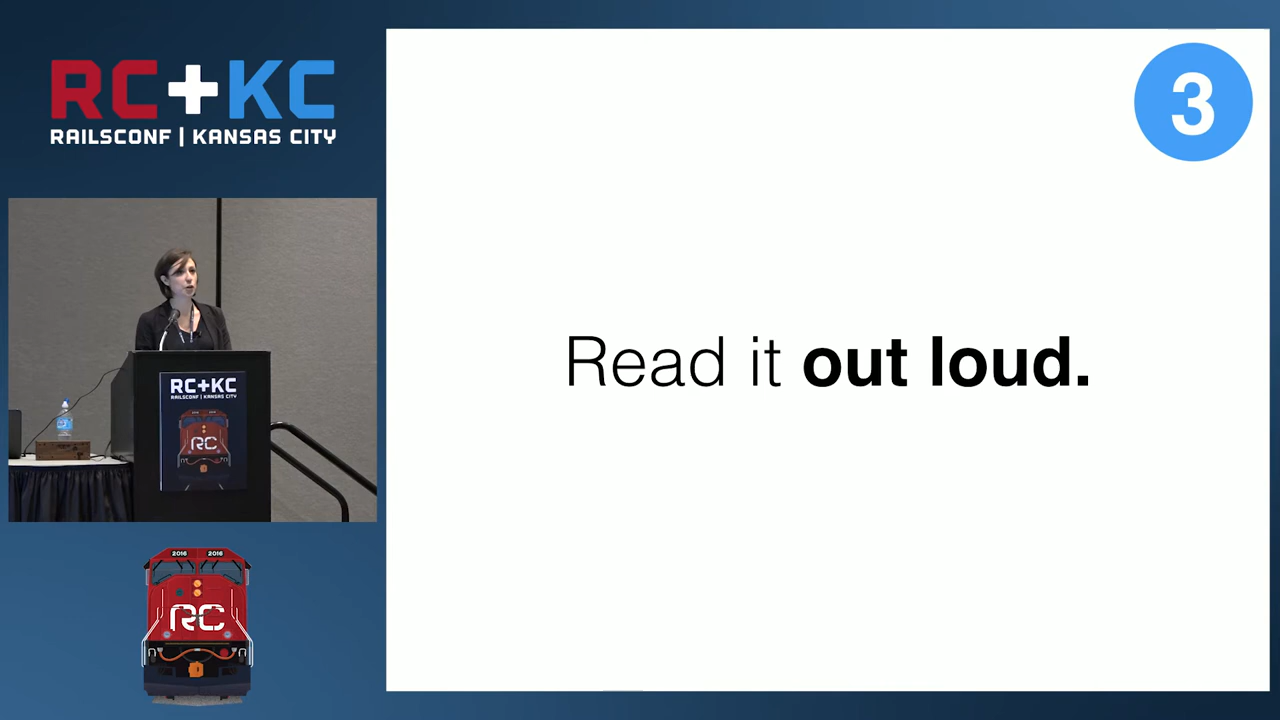 RC+KC
RAILSCONF | KANSAS CITY
3
Read it out loud.
RC+KC
RAILSCONF | KANSAS CITY
RC
2016 2016
RC